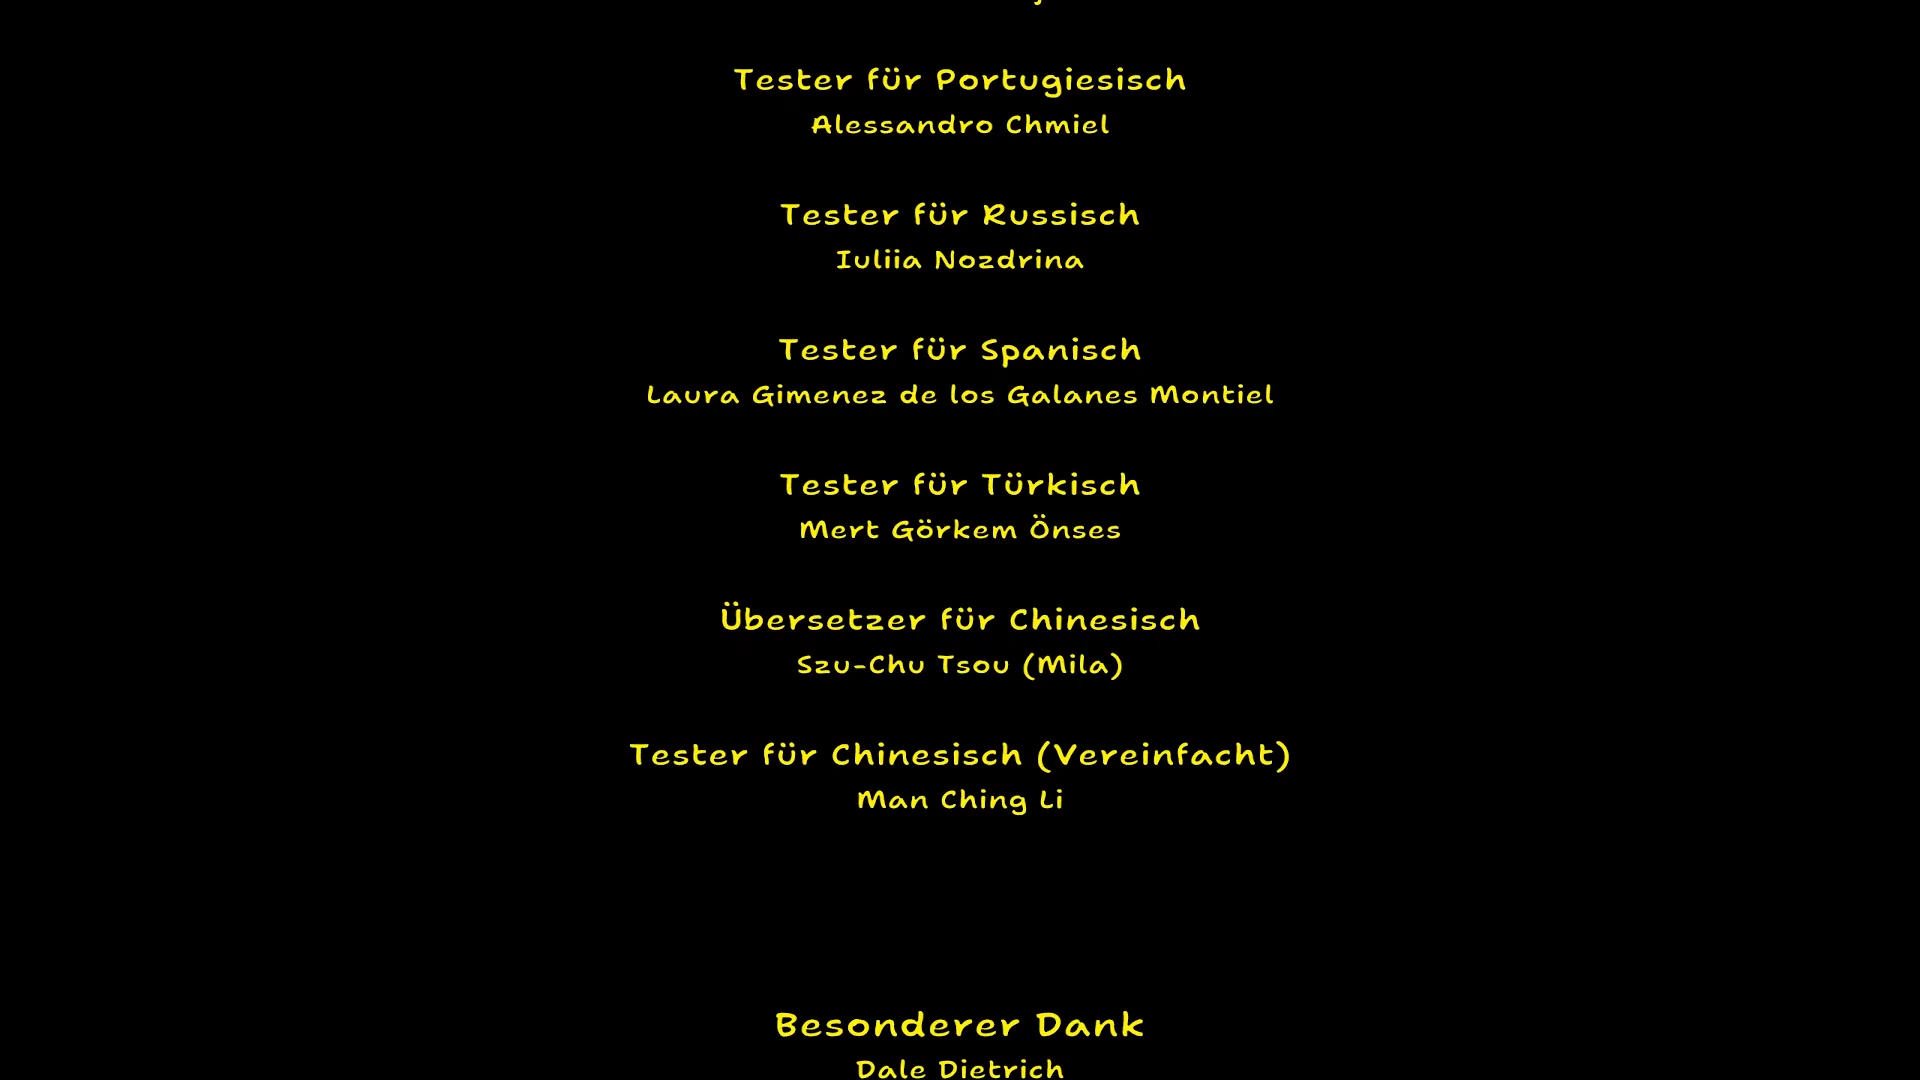 Tester für Portugiesisch
Alessandro Chmiel
Tester für Russisch
Iuliia Nozdrina
Tester für Spanisch
Laura Gimenez de los Galanes Montiel
Tester für Türkisch
Mert Görkem Önses
Übersetzer für Chinesisch
Szu-Chu Tsou (Mila)
Tester für Chinesisch (Vereinfacht)
Man Ching Li
Besonderer Dank
Dale Dietrich